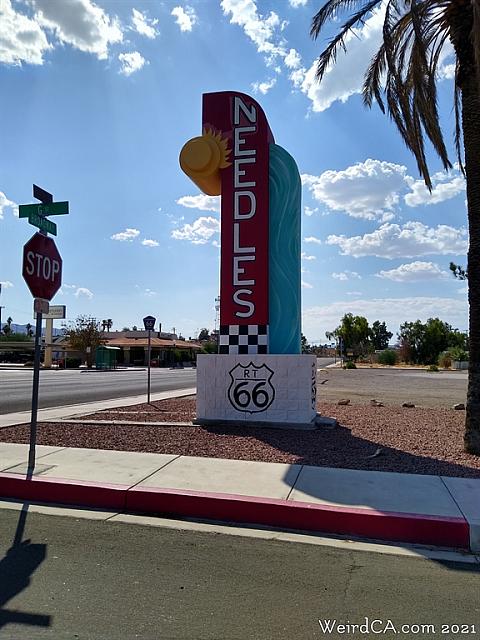 NEEDLES
STOP
RT
66
WeirdCA.com 2021